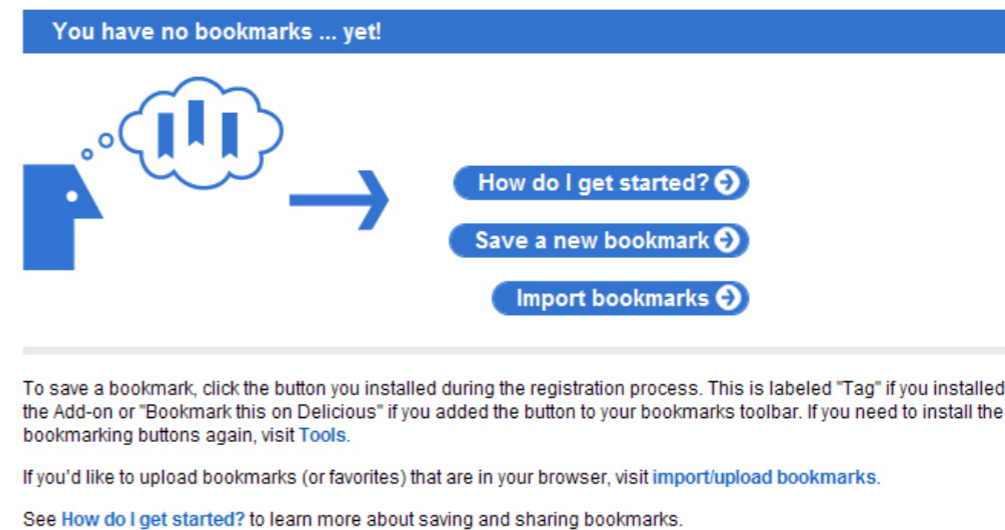 You have no bookmarks ... yet!
How do I get started?
Save a new bookmark
Import bookmarks
To save a bookmark, click the button you installed during the registration process. This is labeled "Tag" if you installed
the Add-on or "Bookmark this on Delicious" if you added the button to your bookmarks toolbar. If you need to install the
bookmarking buttons again, visit Tools.
If you'd like to upload bookmarks (or favorites) that are in your browser, visit import/upload bookmarks.
See How do I get started? to learn more about saving and sharing bookmarks.